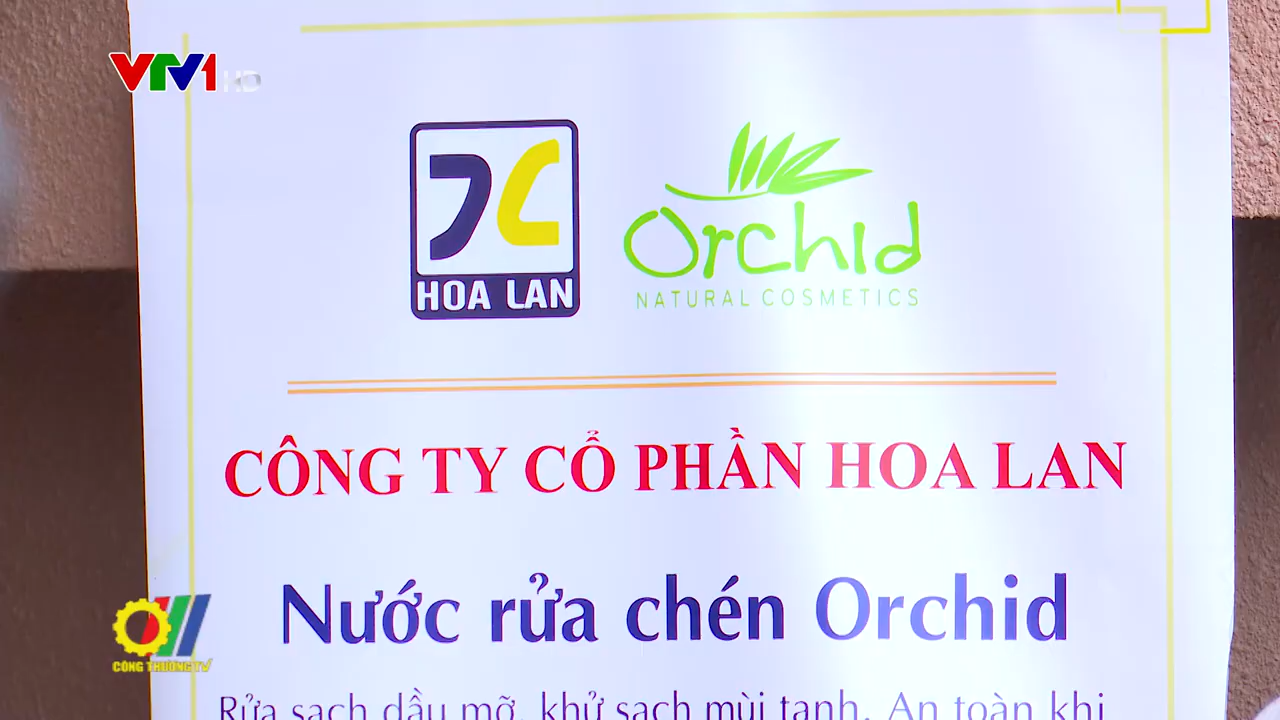 VTV1 HD
HOA LAN
Orchid
NATURAL COSMETICS
CÔNG TY CỔ PHẦN HOA LAN
Nước rửa chén Orchid
CÔNG THƯƠNG TV
Rửa sạch dầu mỡ, khử sạch mùi tanh. An toàn khi